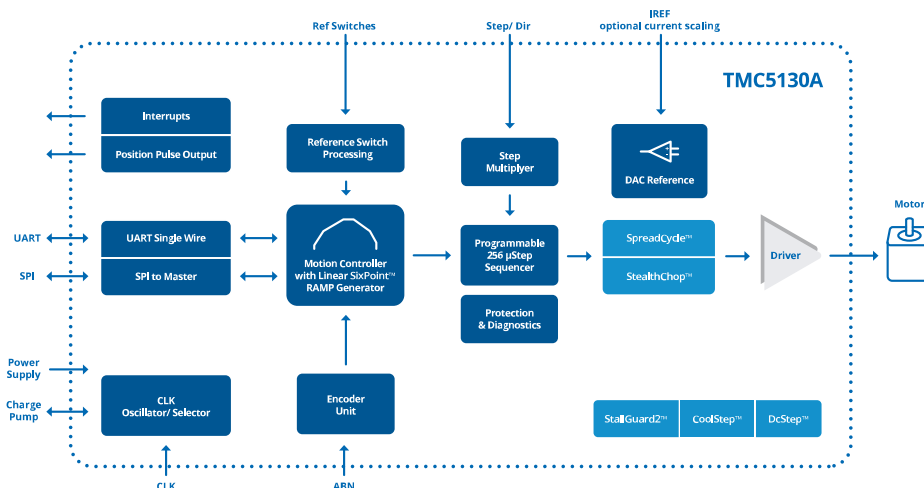 Ref Switches
Step/ Dir
IREF
optional current scaling
TMC5130A
Interrupts
Position Pulse Output
Reference Switch
Processing
Step
Multiplyer
DAC Reference
Motor
UART
UART Single Wire
SPI
SPI to Master
Motion Controller
with Linear SixPoint™
RAMP Generator
Programmable
256 µStep
Sequencer
SpreadCycle™
StealthChop™
Driver
Protection
& Diagnostics
Power
Supply
Charge
Pump
CLK
Oscillator/ Selector
Encoder
Unit
StallGuard2™
CoolStep™
DcStep™
CLK
ABN